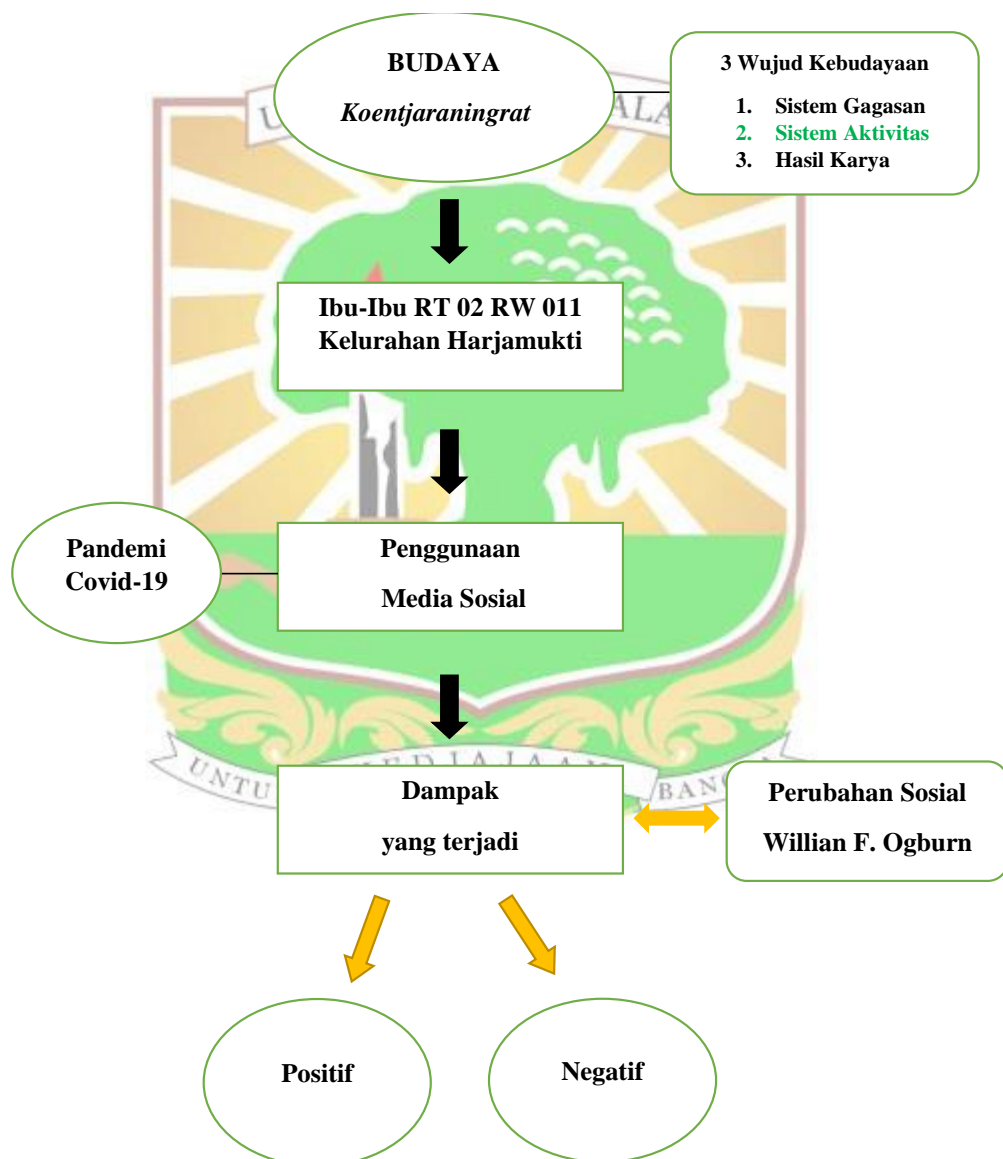 BUDAYA
Koentjaraningrat
3 Wujud Kebudayaan
1. Sistem Gagasan
2. Sistem Aktivitas
3. Hasil Karya
Ibu-Ibu RT 02 RW 011
Kelurahan Harjamukti
Pandemi
Covid-19
Penggunaan
Media Sosial
Dampak
yang terjadi
Perubahan Sosial
Willian F. Ogburn
Positif
Negatif